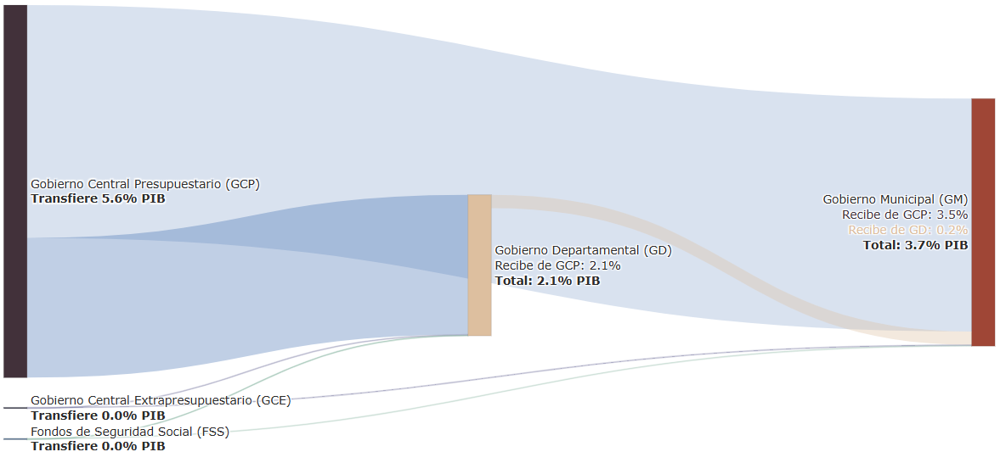 Gobierno Central Presupuestario (GCP)
Transfiere 5.6% PIB
Gobierno Municipal (GM)
Recibe de GCP: 3.5%
Recibe de GD: 0.2%
Total: 3.7% PIB
Gobierno Departamental (GD)
Recibe de GCP: 2.1%
Total: 2.1% PIB
Gobierno Central Extrapresupuestario (GCE)
Transfiere 0.0% PIB
Fondos de Seguridad Social (FSS)
Transfiere 0.0% PIB